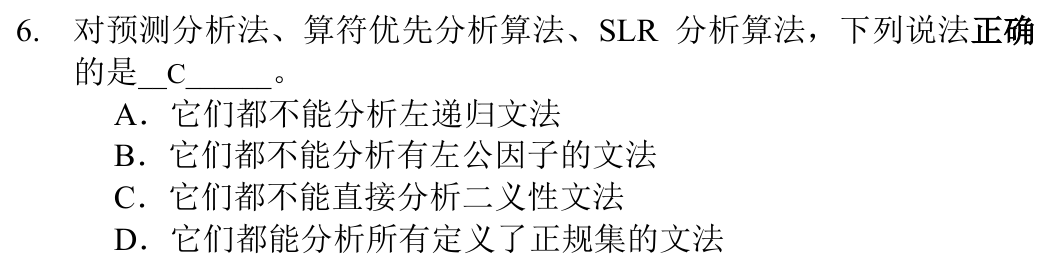 6. 对预测分析法、算符优先分析算法、SLR 分析算法，下列说法正确
的是__C______。
A．它们都不能分析左递归文法
B．它们都不能分析有左公因子的文法
C．它们都不能直接分析二义性文法
D．它们都能分析所有定义了正规集的文法